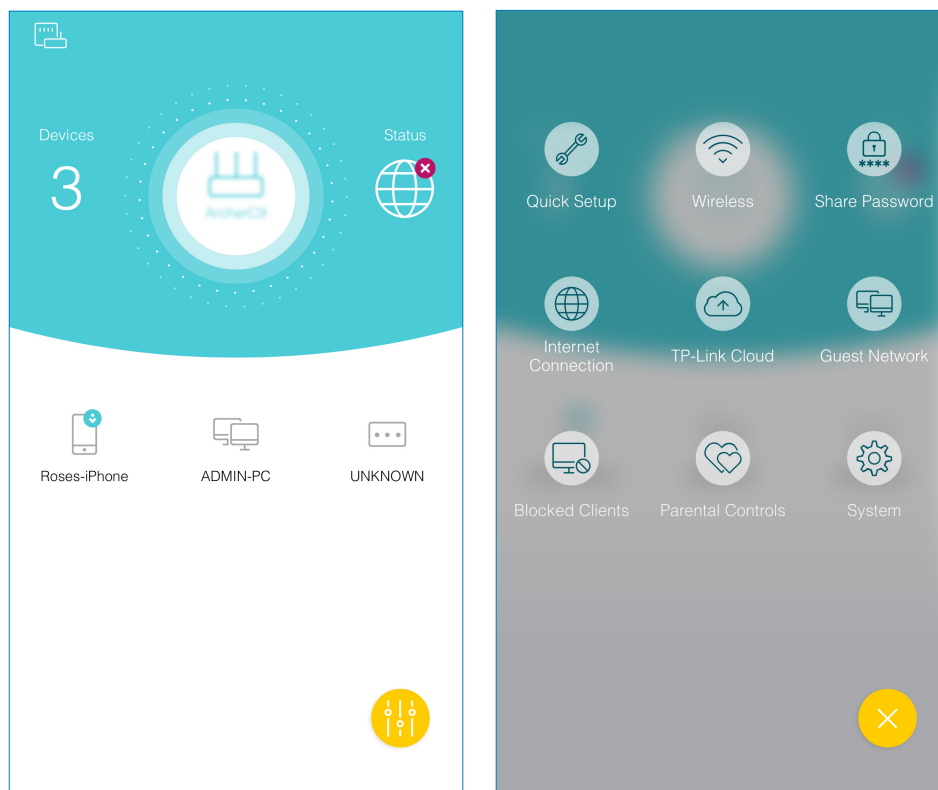 Devices
Status
3
ArcherC9
Roses-iPhone
ADMIN-PC
UNKNOWN
Quick Setup
Wireless
Share Password
****
Internet
Connection
TP-Link Cloud
Guest Network
Blocked Clients
Parental Controls
System